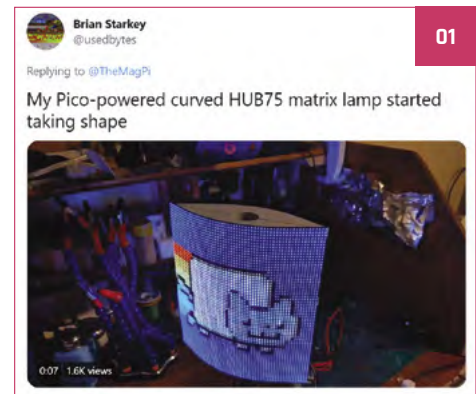 Brian Starkey
@usedbytes
01
Replying to @TheMagPi
My Pico-powered curved HUB75 matrix lamp started
taking shape
0:07 1.6K views